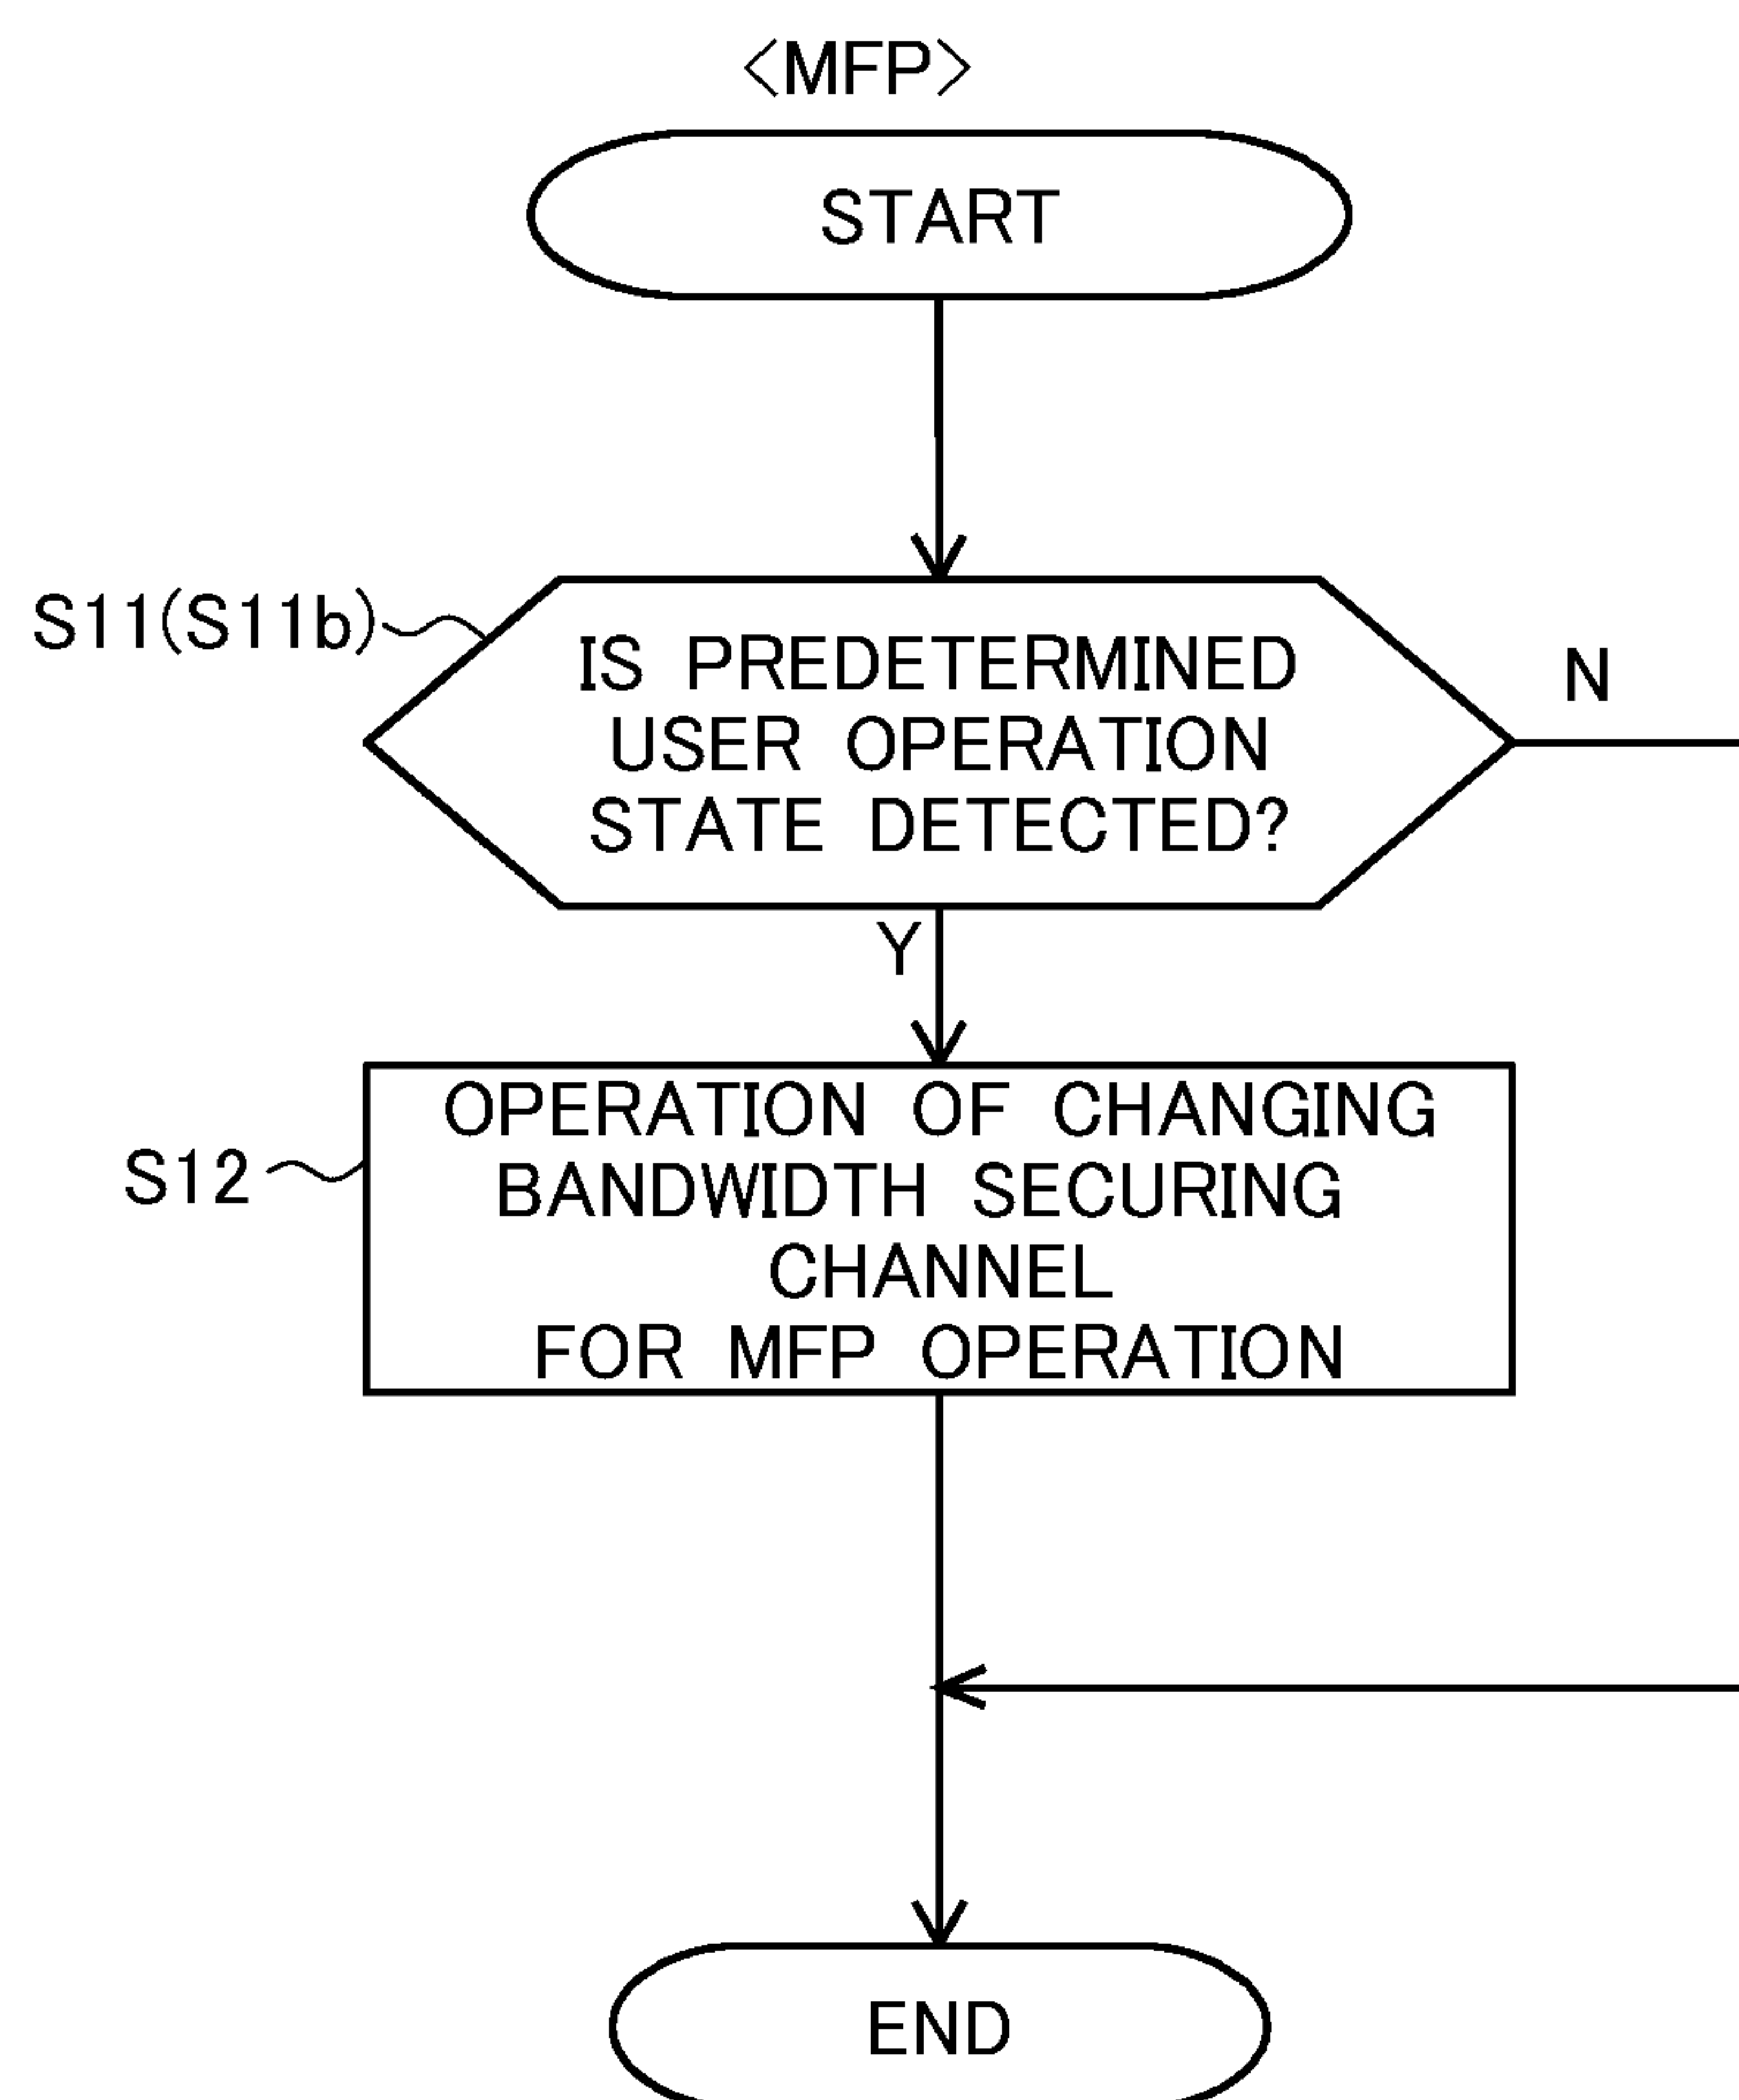 <MFP>
START
S11(S11b)
IS PREDETERMINED
USER OPERATION
STATE DETECTED?
N
Y
S12
OPERATION OF CHANGING
BANDWIDTH SECURING
CHANNEL
FOR MFP OPERATION
END